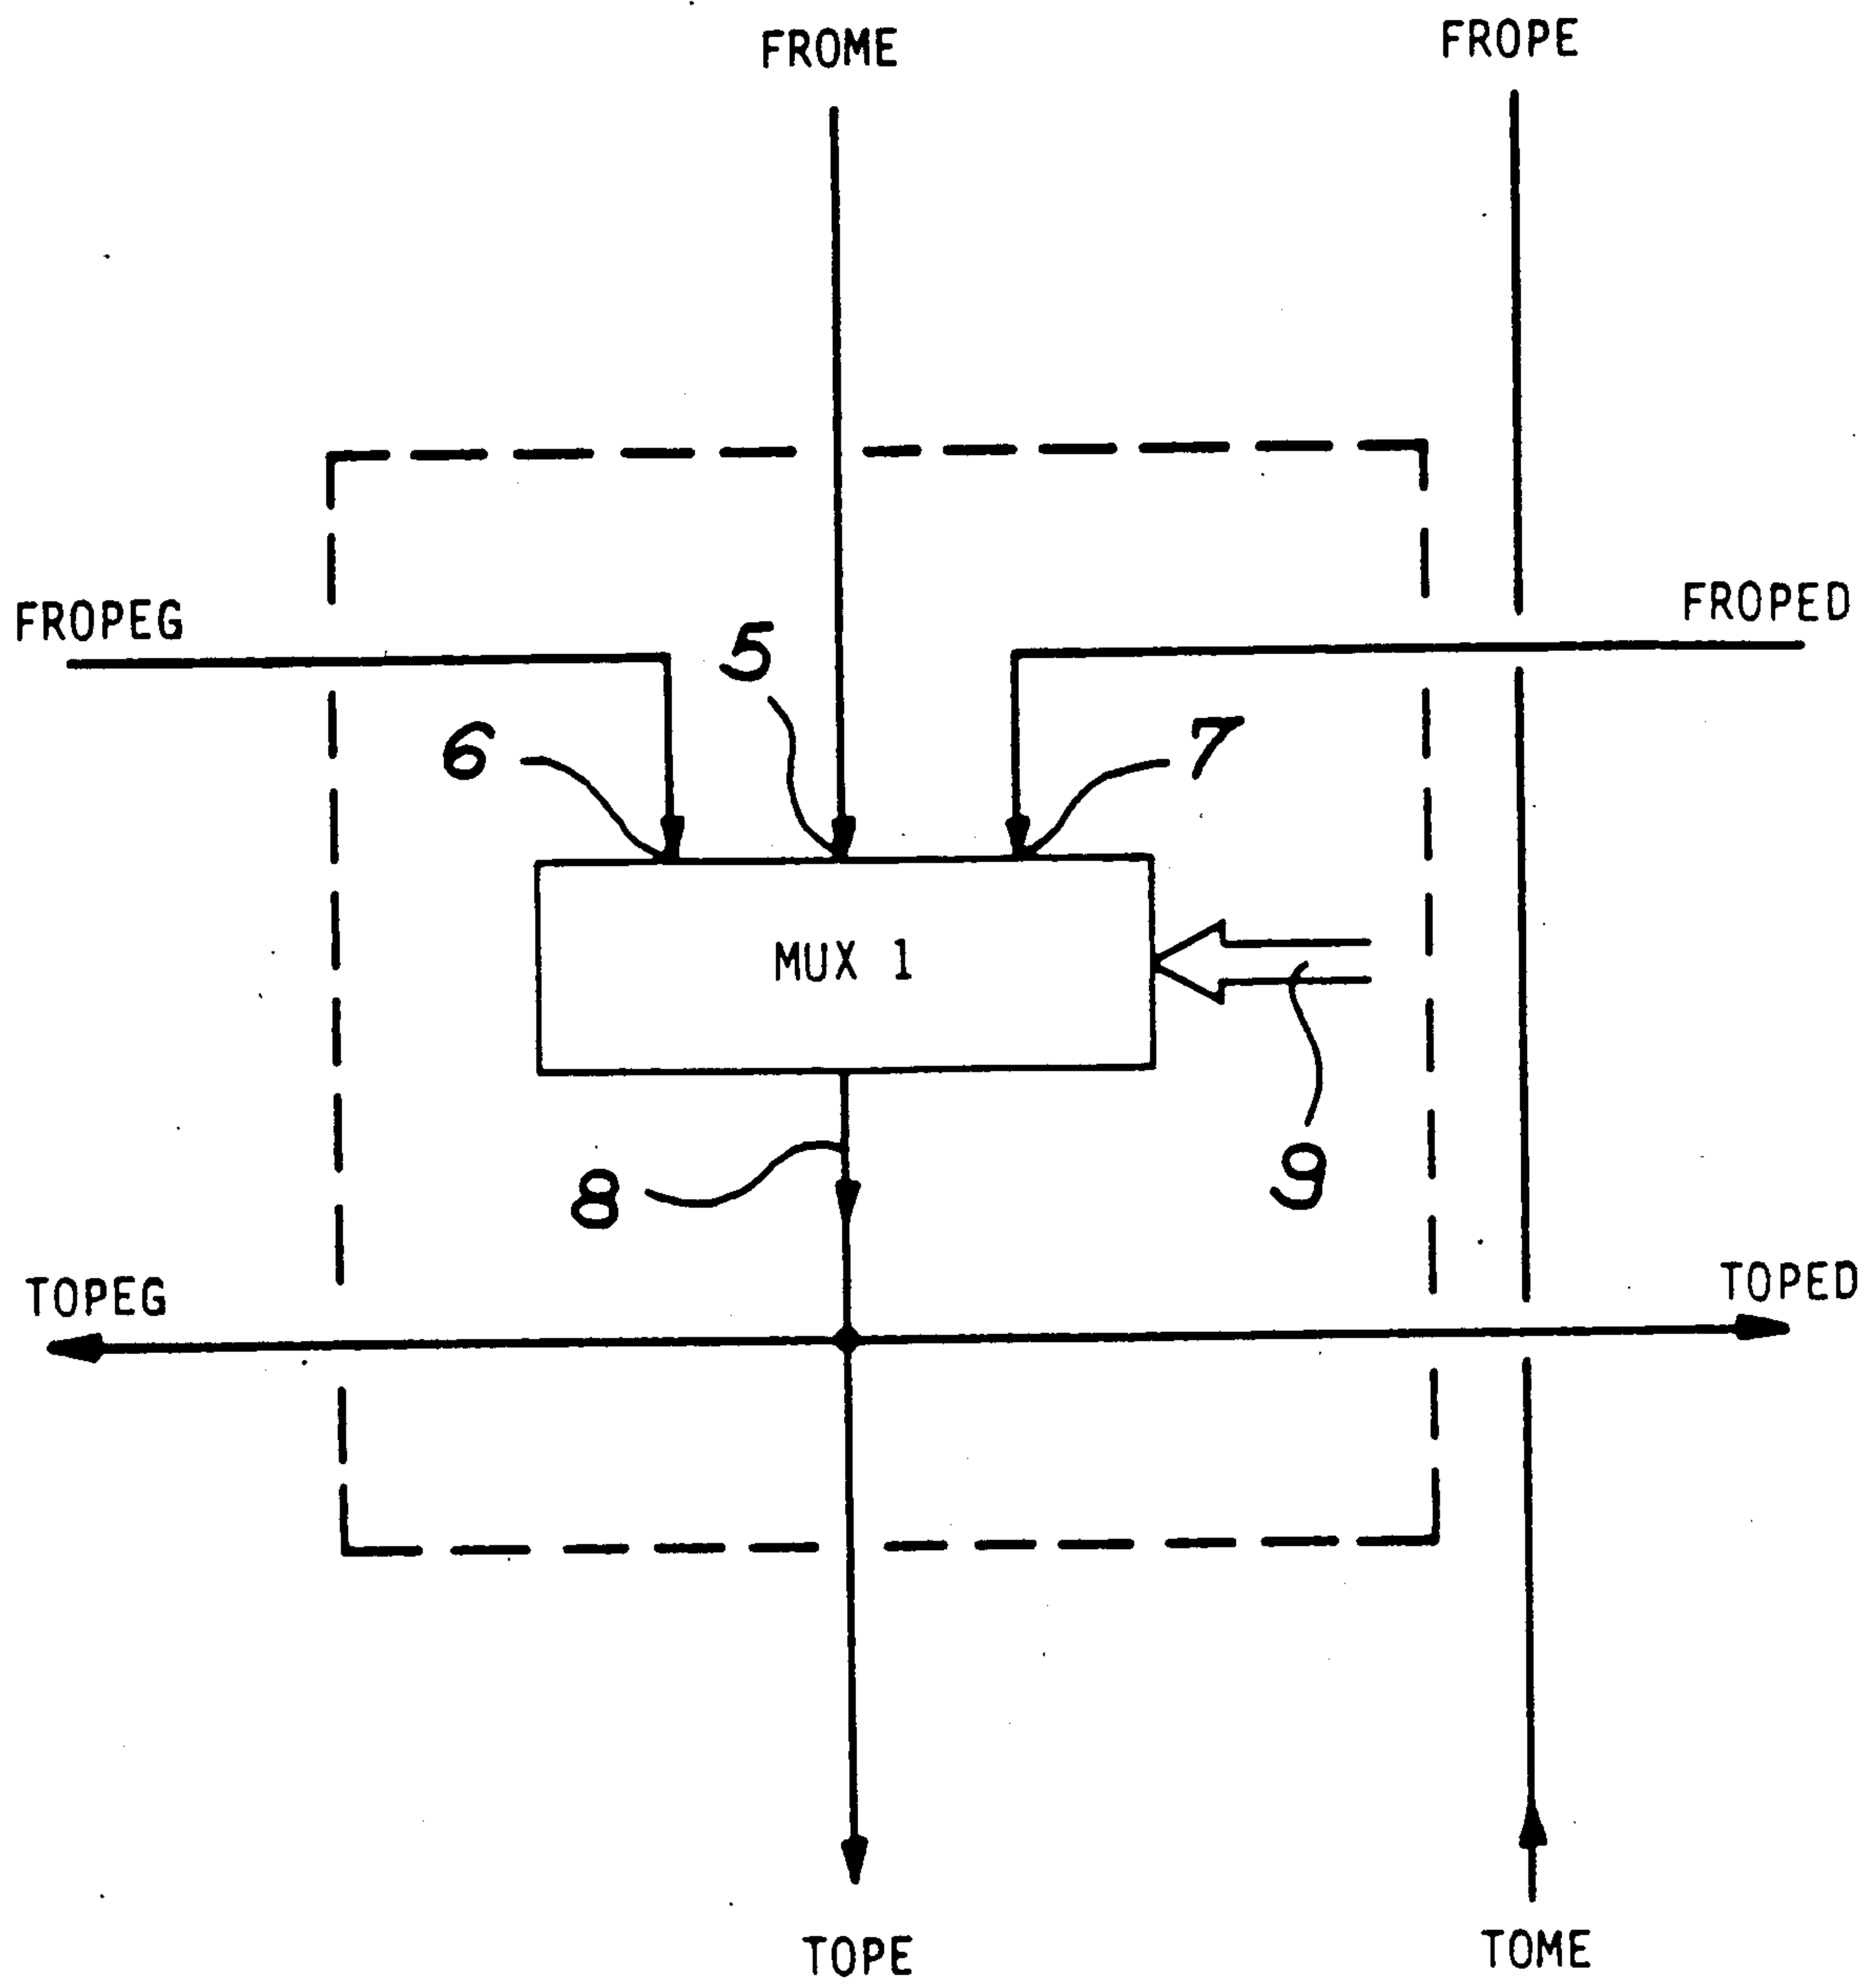 FROME
FROPE
FROPEG
FROPED
5
6
7
MUX 1
8
9
TOPEG
TOPED
TOPE
TOME